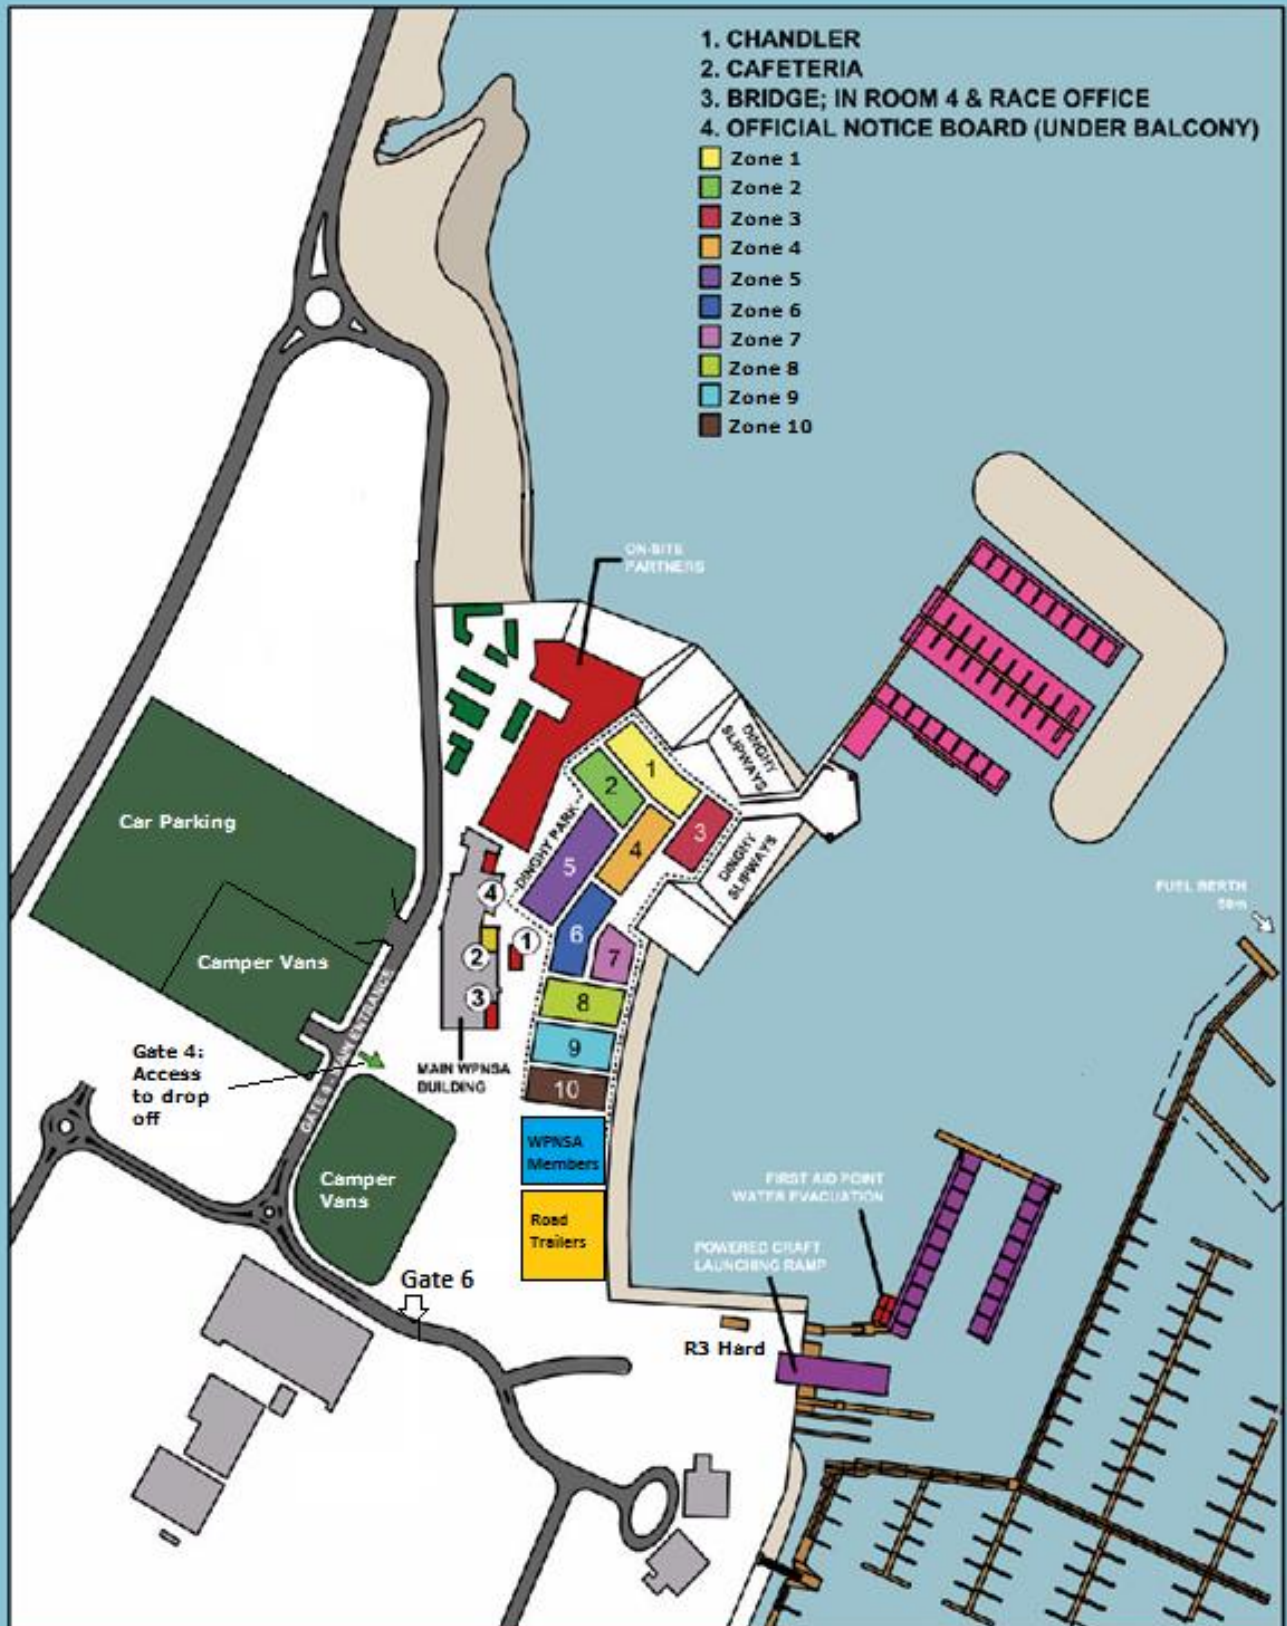 1. CHANDLER
2. CAFETERIA
3. BRIDGE; IN ROOM 4 & RACE OFFICE
4. OFFICIAL NOTICE BOARD (UNDER BALCONY)
Zone 1
Zone 2
Zone 3
Zone 4
Zone 5
Zone 6
Zone 7
Zone 8
Zone 9
Zone 10
ON-SITE
PARTNERS
DINGHY
SLIPWAYS
1
2
3
4
5
DINGHY PARK
DINGHY
SLIPWAYS
Car Parking
4
1
2
3
6
7
8
9
10
Camper Vans
FUEL BERTH
50m
MAIN ENTRANCE
Gate 4:
Access
to drop
off
MAIN WPNSA
BUILDING
WPNSA
Members
Camper
Vans
Road
Trailers
FIRST AID POINT
WATER EVACUATION
POWERED CRAFT
LAUNCHING RAMP
Gate 6
R3 Hard